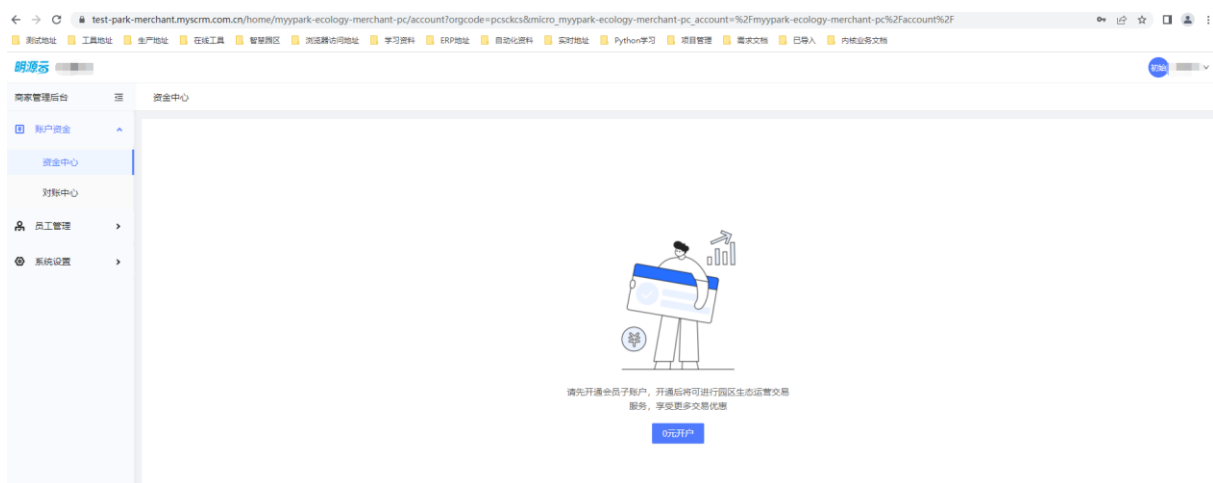 test-park-merchant.myscrm.com.cn/home/myypark-ecology-merchant-pc/account?orgcode=pcsckcs&micro_myypark-ecology-merchant-pc_account=%2Fmyypark-ecology-merchant-pc%2Faccount%2F
测试地址 工具地址 生产地址 在线工具 智慧园区 浏览器访问地址 学习资料 ERP地址 自动化资料 实时地址 Python学习 项目管理 需求文档 已导入 内核业务文档
明源云 初始
商家管理后台 资金中心
账户资金
资金中心
对账中心
员工管理
系统设置
请先开通会员子账户，开通后将可进行园区生态运营交易
服务，享受更多交易优惠
0元开户